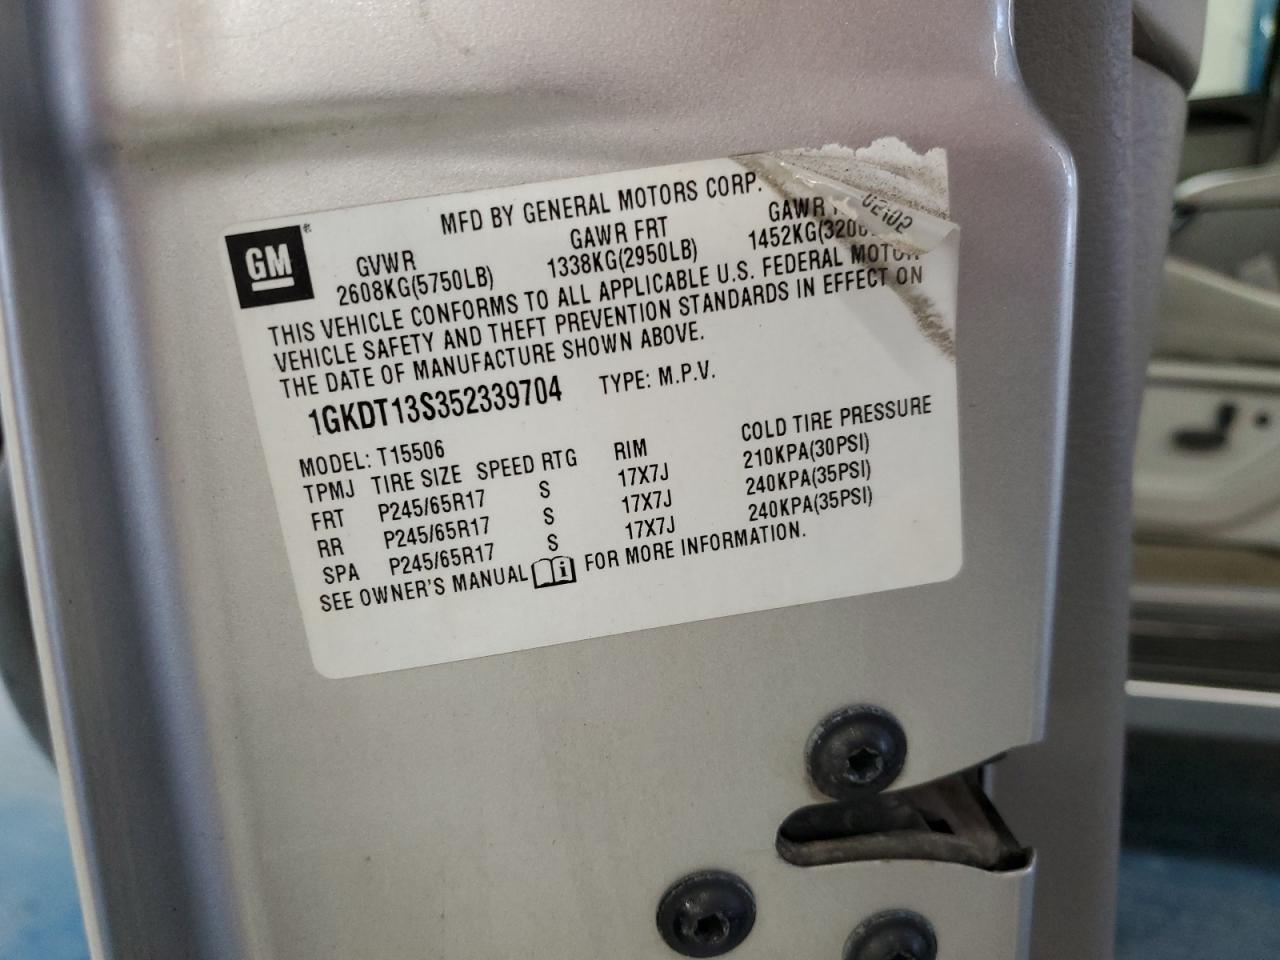 GM
MFD BY GENERAL MOTORS CORP.
GVWR GAWR FRT GAWR
2608KG(5750LB) 1338KG(2950LB) 1452KG(3200
THIS VEHICLE CONFORMS TO ALL APPLICABLE U.S. FEDERAL MOTOR
VEHICLE SAFETY AND THEFT PREVENTION STANDARDS IN EFFECT ON
THE DATE OF MANUFACTURE SHOWN ABOVE.
1GKDT13S352339704 TYPE: M.P.V.
MODEL: T15506
TPMJ TIRE SIZE SPEED RTG RIM COLD TIRE PRESSURE
FRT P245/65R17 S 17X7J 210KPA(30PSI)
RR P245/65R17 S 17X7J 240KPA(35PSI)
SPA P245/65R17 S 17X7J 240KPA(35PSI)
SEE OWNER'S MANUAL i FOR MORE INFORMATION.